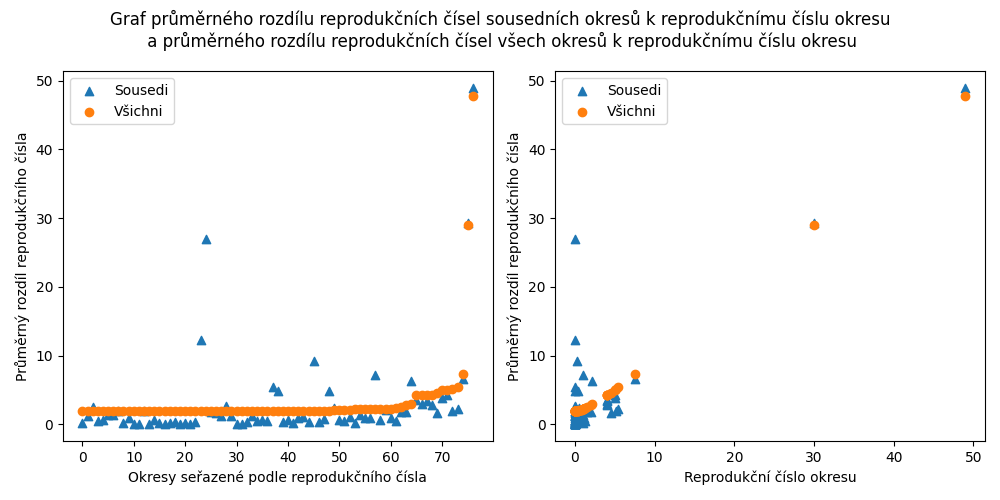 Graf průměrného rozdílu reprodukčních čísel sousedních okresů k reprodukčnímu číslu okresu
a průměrného rozdílu reprodukčních čísel všech okresů k reprodukčnímu číslu okresu
Průměrný rozdíl reprodukčního čísla
50
40
30
20
10
0
Sousedi
Všichni
0 10 20 30 40 50 60 70
Okresy seřazené podle reprodukčního čísla
Průměrný rozdíl reprodukčního čísla
50
40
30
20
10
0
Sousedi
Všichni
0 10 20 30 40 50
Reprodukční číslo okresu